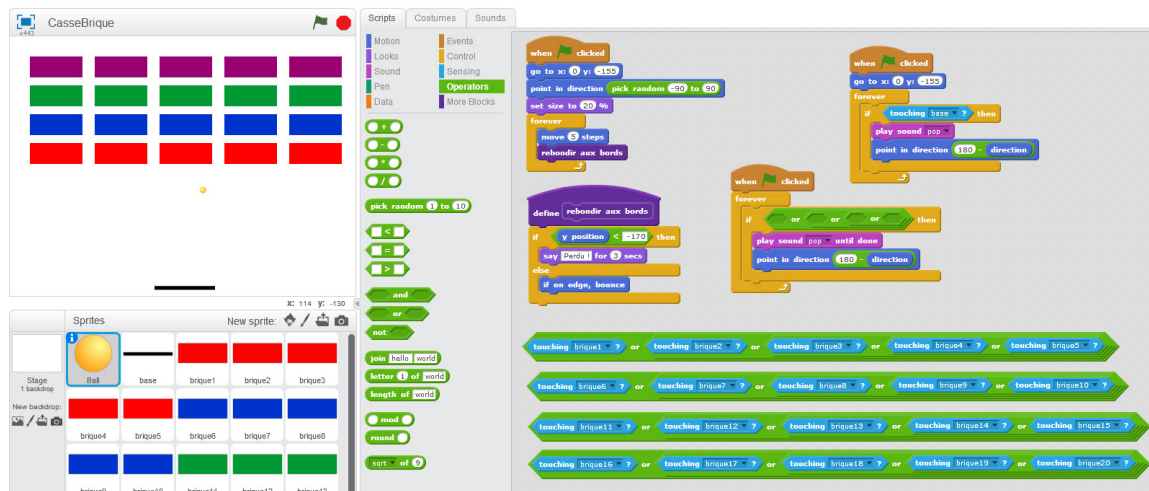 CasseBrique
y443
X: 114 y: -130
Sprites
New sprite:
Stage
1 backdrop
New backdrop:
Ball
base
brique1
brique2
brique3
brique4
brique5
brique6
brique7
brique8
Scripts
Costumes
Sounds
Motion
Looks
Sound
Pen
Data
Events
Control
Sensing
Operators
More Blocks
+
-
*
/
pick random 1 to 10
<
=
>
and
or
not
join hello world
letter 1 of world
length of world
mod
round
sqrt of 9
when clicked
go to x: 0 y: -155
point in direction pick random -90 to 90
set size to 20 %
forever
move 5 steps
rebondir aux bords
define rebondir aux bords
if y position < -170 then
say Perdu ! for 3 secs
else
if on edge, bounce
when clicked
forever
if or or or then
play sound pop until done
point in direction 180 - direction
when clicked
go to x: 0 y: -155
forever
if touching base ? then
play sound pop
point in direction 180 - direction
touching brique1 ? or touching brique2 ? or touching brique3 ? or touching brique4 ? or touching brique5 ?
touching brique6 ? or touching brique7 ? or touching brique8 ? or touching brique9 ? or touching brique10 ?
touching brique11 ? or touching brique12 ? or touching brique13 ? or touching brique14 ? or touching brique15 ?
touching brique16 ? or touching brique17 ? or touching brique18 ? or touching brique19 ? or touching brique20 ?